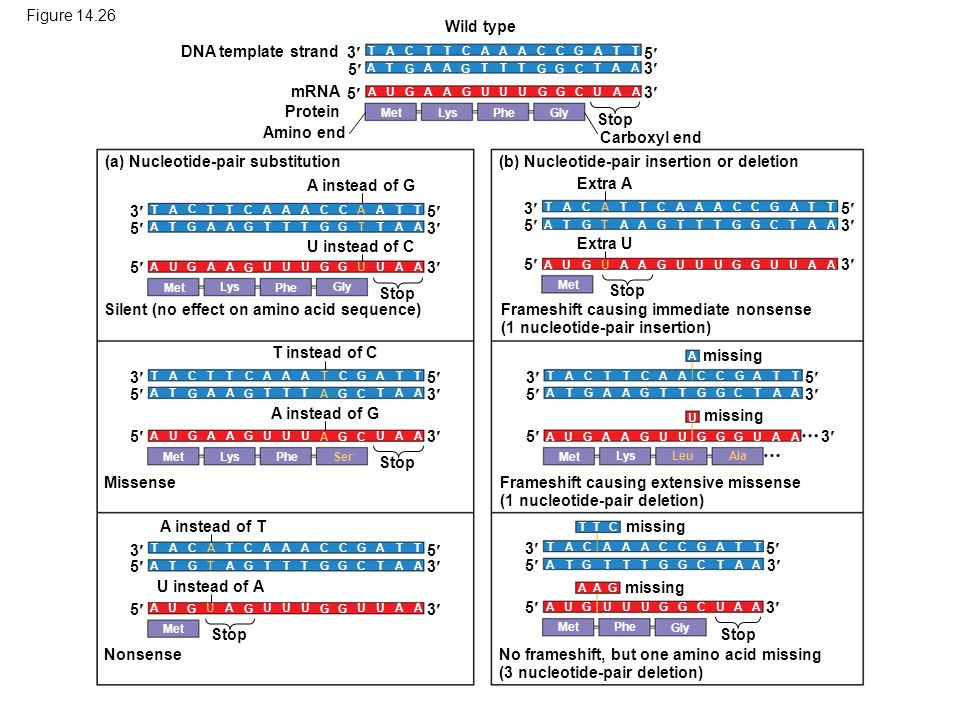 Figure 14.26
Wild type
DNA template strand 3′ T A C T T C A A A C C G A T T 5′
5′ A T G A A G T T T G G C T A A 3′
mRNA 5′ A U G A A G U U U G G C U A A 3′
Protein Met Lys Phe Gly Stop
Amino end Carboxyl end
(a) Nucleotide-pair substitution
A instead of G
3′ T A C T T C A A A C C A A T T 5′
5′ A T G A A G T T T G G T T A A 3′
U instead of C
5′ A U G A A G U U U G G U U A A 3′
Met Lys Phe Gly Stop
Silent (no effect on amino acid sequence)
T instead of C
3′ T A C T T C A A A T C G A T T 5′
5′ A T G A A G T T T A G C T A A 3′
A instead of G
5′ A U G A A G U U U A G C U A A 3′
Met Lys Phe Ser Stop
Missense
A instead of T
3′ T A C A T C A A A C C G A T T 5′
5′ A T G T A G T T T G G C T A A 3′
U instead of A
5′ A U G U A G U U U G G U U A A 3′
Met Stop
Nonsense
(b) Nucleotide-pair insertion or deletion
Extra A
3′ T A C A T T C A A A C C G A T T 5′
5′ A T G T A A G T T T G G C T A A 3′
Extra U
5′ A U G U A A G U U U G G U U A A 3′
Met Stop
Frameshift causing immediate nonsense
(1 nucleotide-pair insertion)
A missing
3′ T A C T T C A A C C G A T T 5′
5′ A T G A A G T T G G C T A A 3′
U missing
5′ A U G A A G U U G G G U A A … 3′
Met Lys Leu Ala …
Frameshift causing extensive missense
(1 nucleotide-pair deletion)
T T C missing
3′ T A C A A A C C G A T T 5′
5′ A T G T T T G G C T A A 3′
A A G missing
5′ A U G U U U G G C U A A 3′
Met Phe Gly Stop
No frameshift, but one amino acid missing
(3 nucleotide-pair deletion)